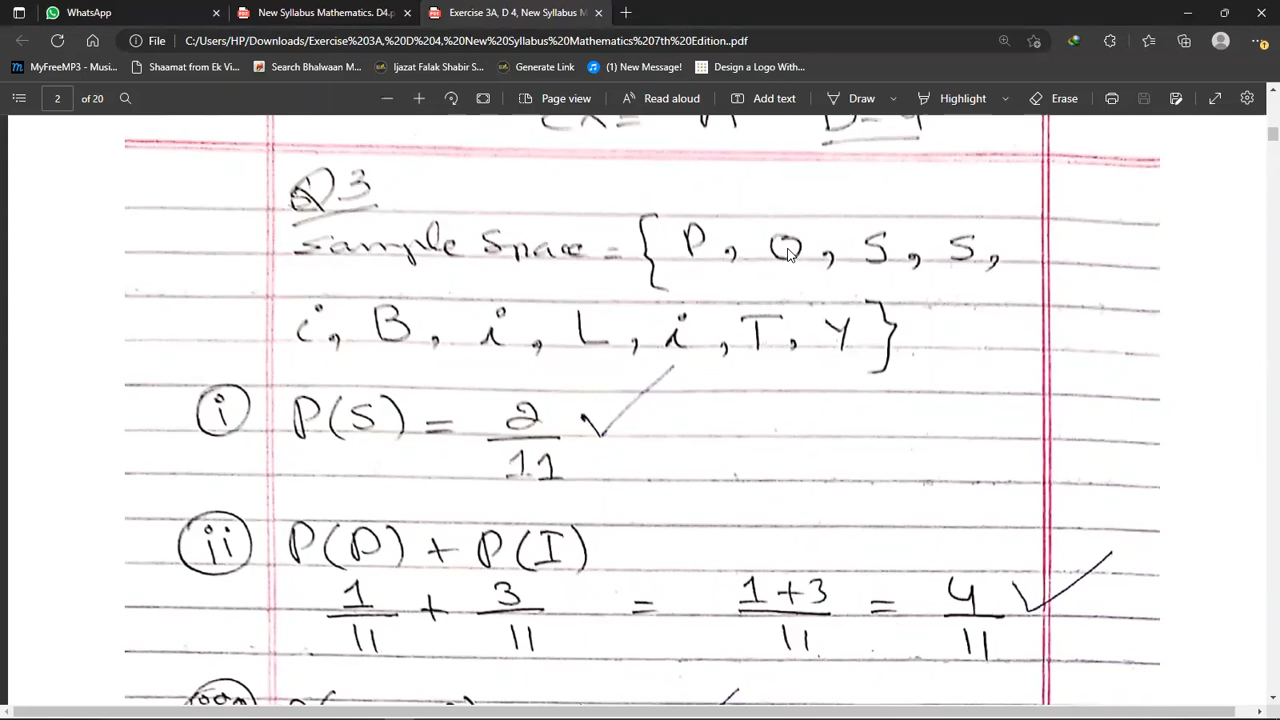 WhatsApp
New Syllabus Mathematics. D4.p
Exercise 3A, D 4, New Syllabus M
File
C:/Users/HP/Downloads/Exercise%203A,%20D%204,%20New%20Syllabus%20Mathematics%207th%20Edition..pdf
MyFreeMP3 - Musi...
Shaamat from Ek Vi...
Search Bhalwaan M...
Ijazat Falak Shabir S...
Generate Link
(1) New Message!
Design a Logo With...
2 of 20
Page view
Read aloud
Add text
Draw
Highlight
Erase
D-4
Q3
Sample Space = { P, O, S, S,
i, B, i, L, i, T, Y }
(i) P(S) = 2/11 ✓
(ii) P(P) + P(I)
1/11 + 3/11 = 1+3/11 = 4/11 ✓